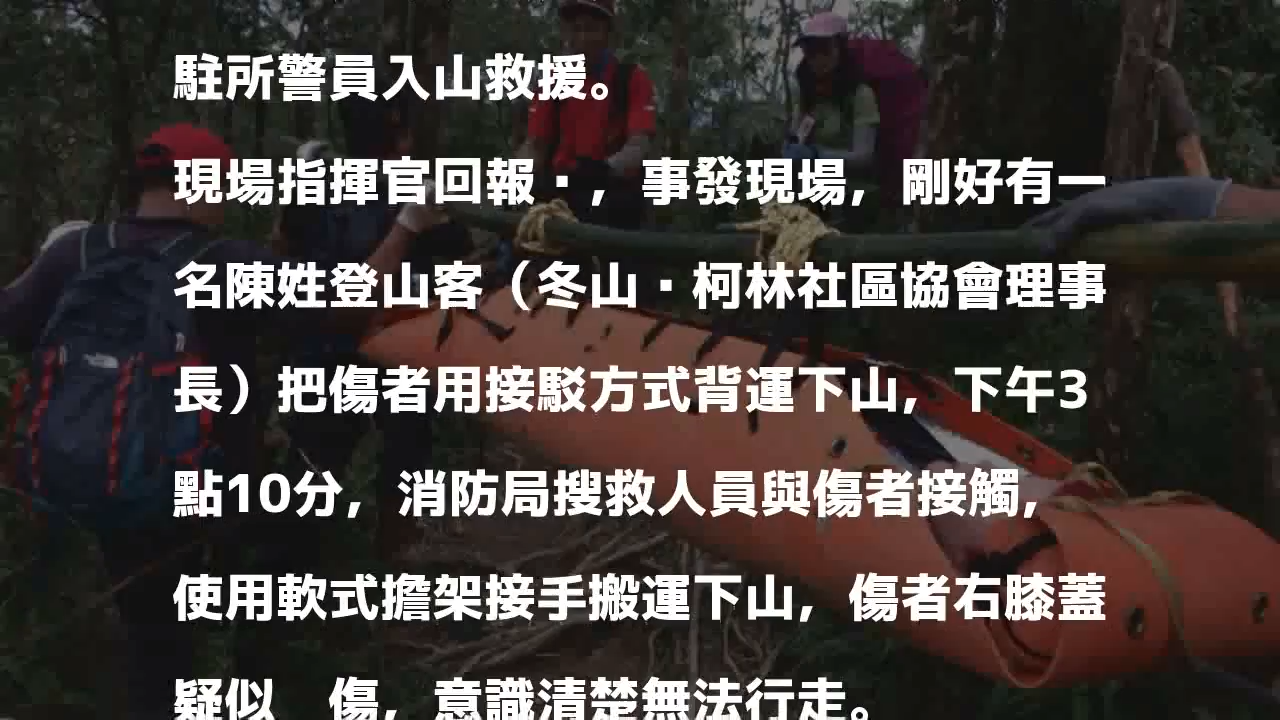 駐所警員入山救援。
現場指揮官回報▪，事發現場，剛好有一
名陳姓登山客（冬山▪柯林社區協會理事
長）把傷者用接駁方式背運下山，下午3
點10分，消防局搜救人員與傷者接觸，
使用軟式擔架接手搬運下山，傷者右膝蓋
疑似　傷，意識清楚無法行走。